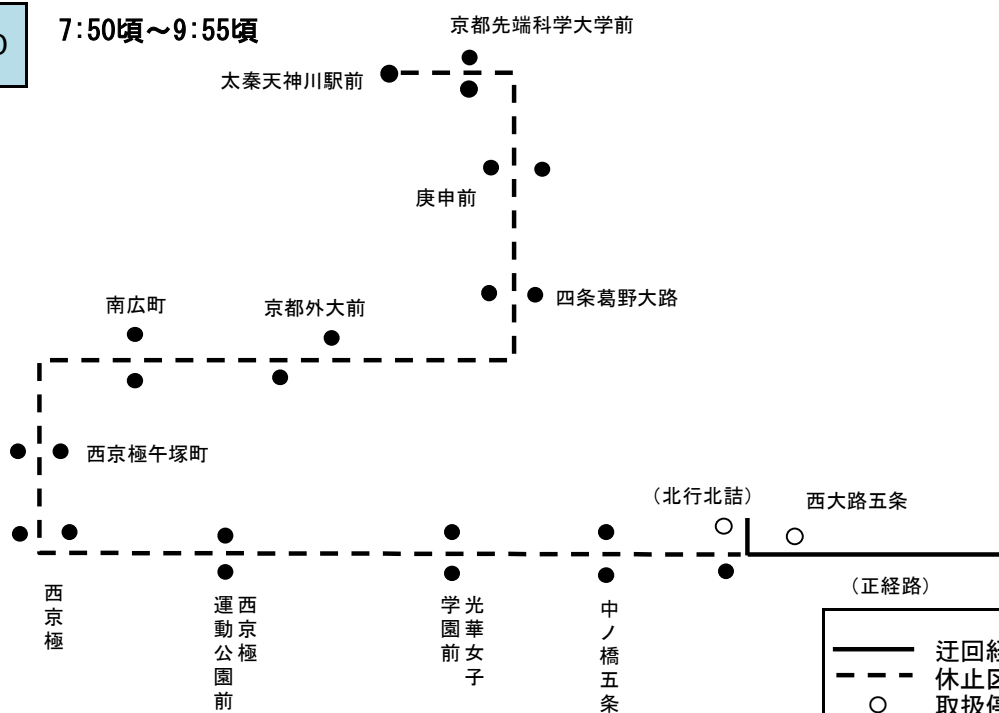 7:50頃～9:55頃
京都先端科学大学前
太秦天神川駅前
庚申前
四条葛野大路
南広町
京都外大前
西京極午塚町
（北行北詰）
西大路五条
（正経路）
西京極
西京極
運動公園前
光華女子
学園前
中ノ橋五条
迂回経
休止区
取扱停